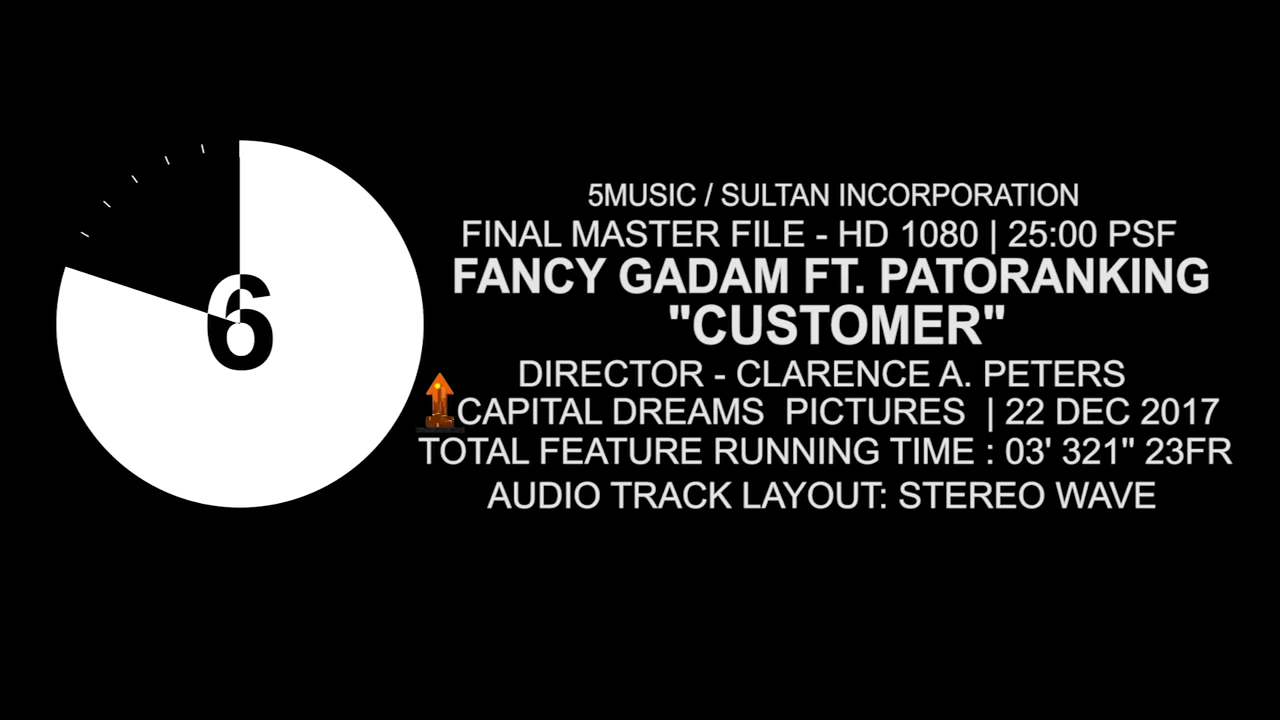 6
5MUSIC / SULTAN INCORPORATION
FINAL MASTER FILE - HD 1080 | 25:00 PSF
FANCY GADAM FT. PATORANKING
"CUSTOMER"
DIRECTOR - CLARENCE A. PETERS
CAPITAL DREAMS PICTURES | 22 DEC 2017
TOTAL FEATURE RUNNING TIME : 03' 321" 23FR
AUDIO TRACK LAYOUT: STEREO WAVE